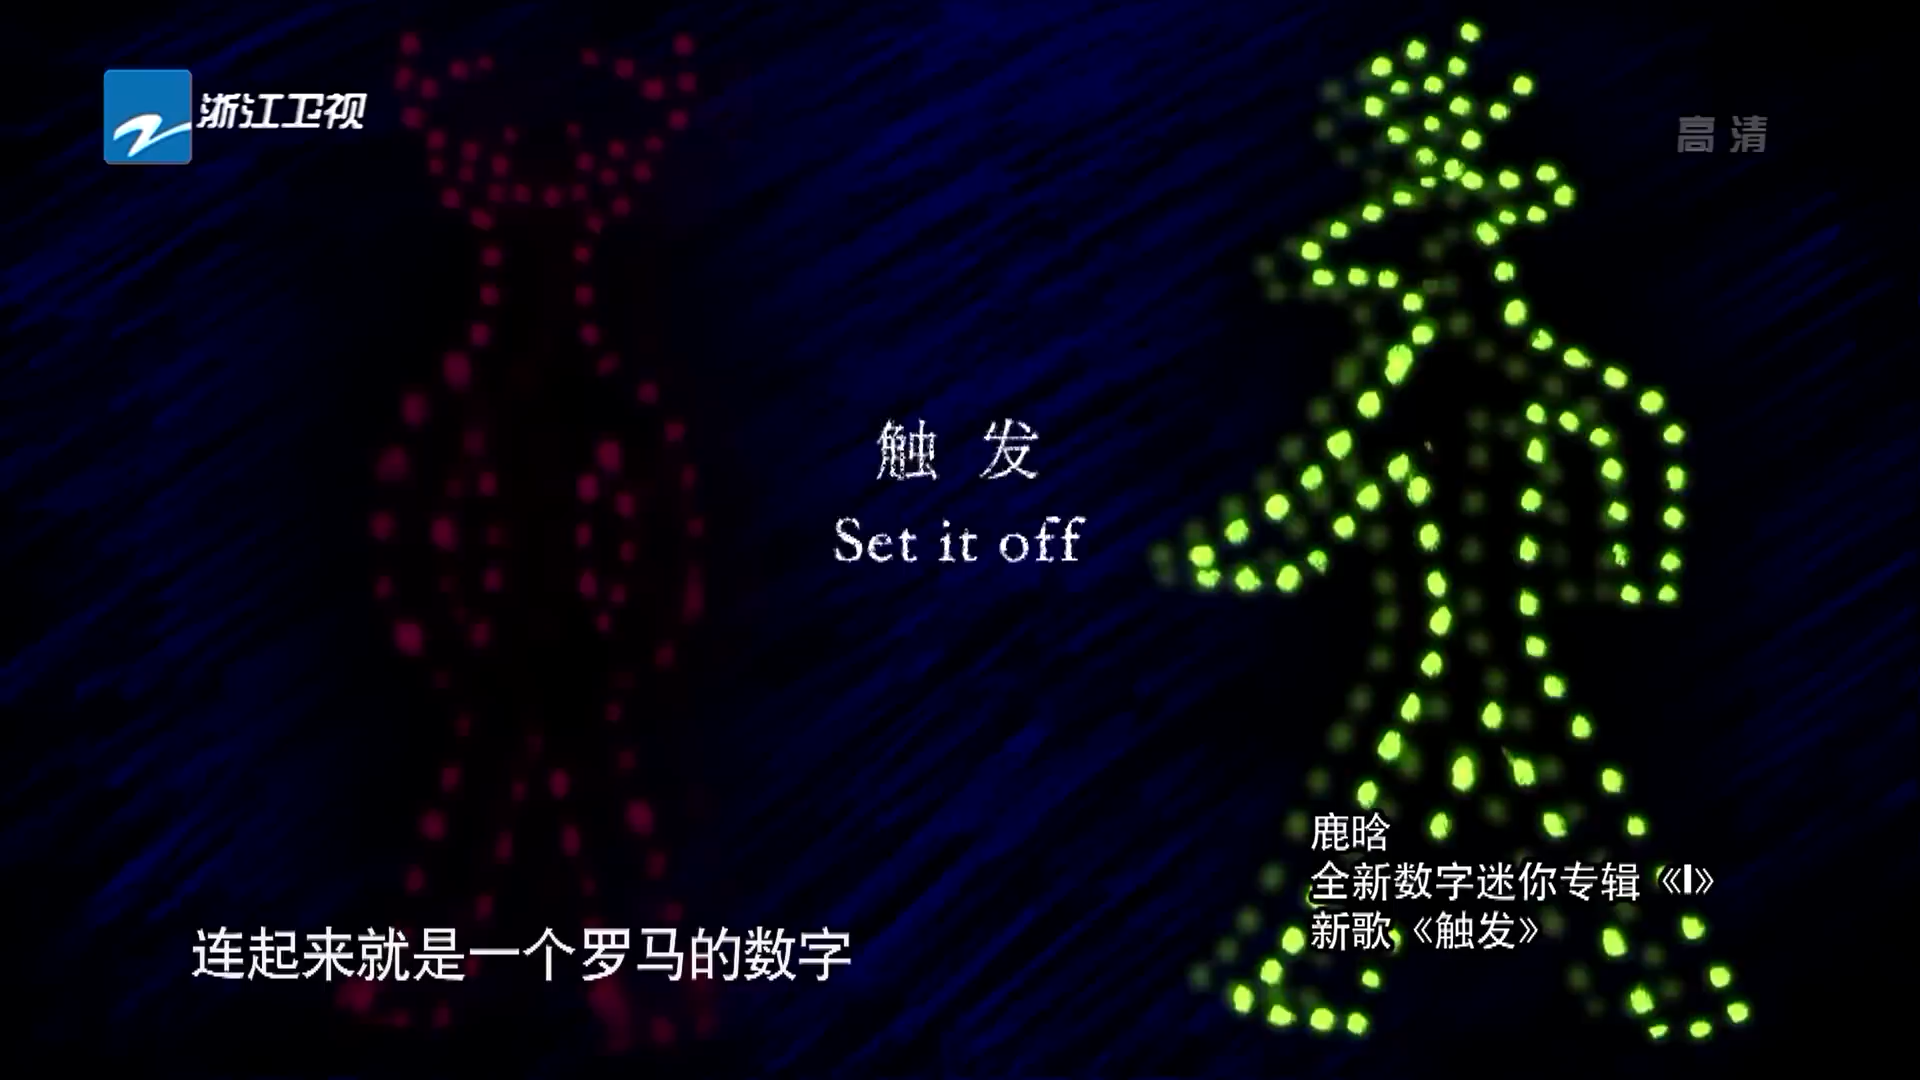 浙江卫视
高清
触 发
Set it off
鹿晗
全新数字迷你专辑《I》
新歌《触发》
连起来就是一个罗马的数字